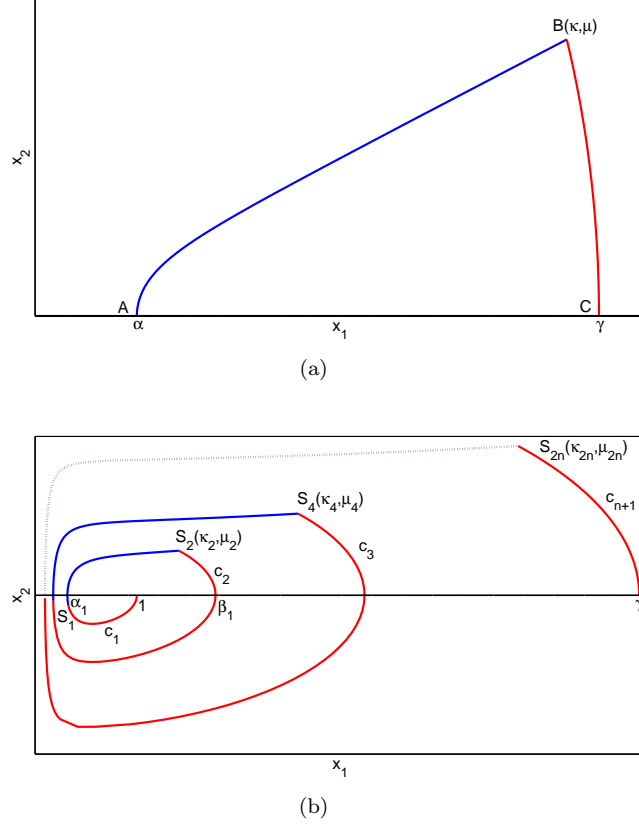 B(κ,μ)
x₂
A
C
α
x₁
γ
(a)
S₂ₙ(κ₂ₙ,μ₂ₙ)
cₙ₊₁
S₄(κ₄,μ₄)
S₂(κ₂,μ₂)
c₃
c₂
x₂
S₁
α₁
c₁
1
β₁
γ
x₁
(b)